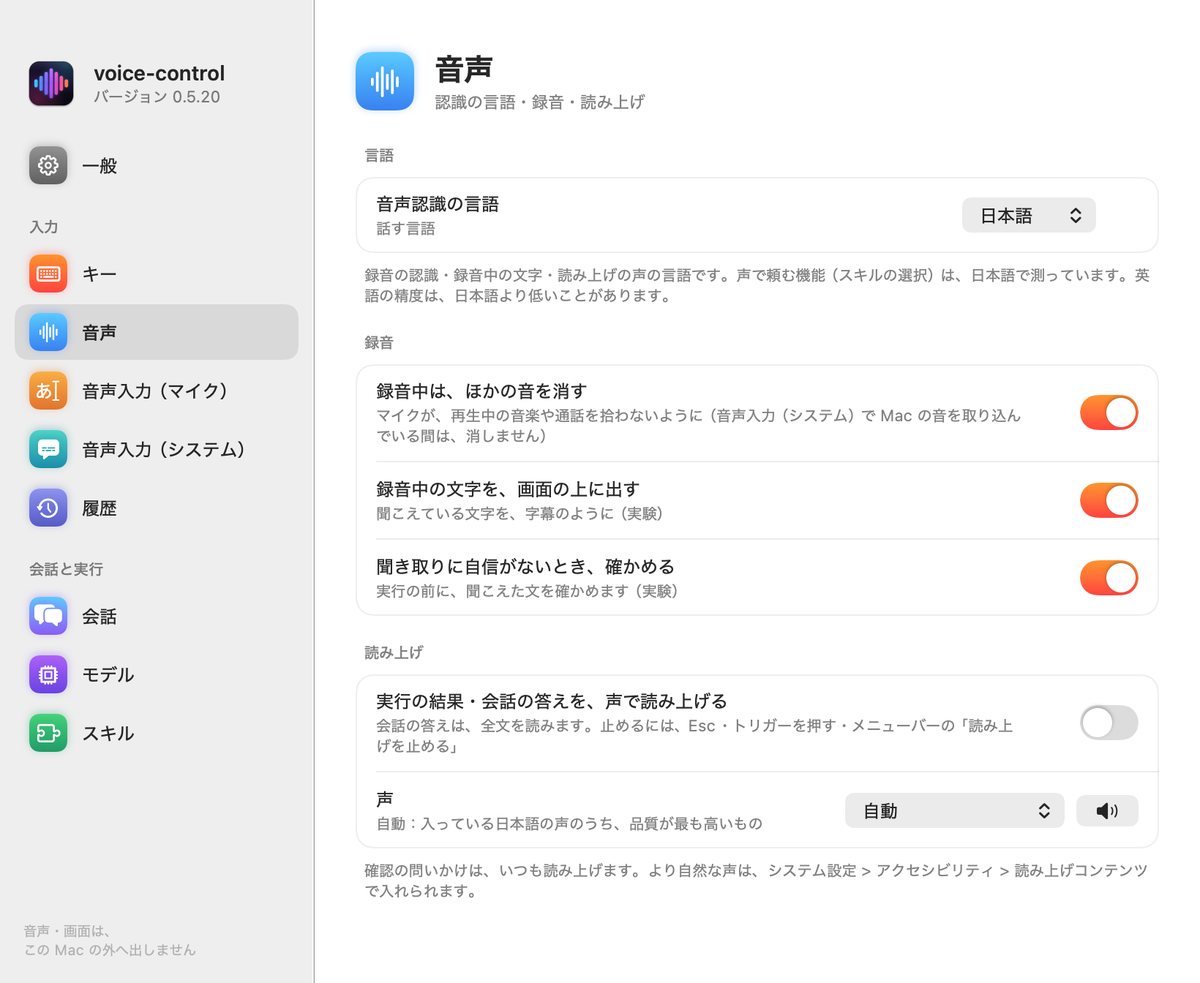 voice-control
バージョン 0.5.20
一般
入力
キー
音声
音声入力（マイク）
音声入力（システム）
履歴
会話と実行
会話
モデル
スキル
音声・画面は、
この Mac の外へ出しません
音声
認識の言語・録音・読み上げ
言語
音声認識の言語
話す言語
日本語
録音の認識・録音中の文字・読み上げの声の言語です。声で頼む機能（スキルの選択）は、日本語で測っています。英
語の精度は、日本語より低いことがあります。
録音
録音中は、ほかの音を消す
マイクが、再生中の音楽や通話を拾わないように（音声入力（システム）で Mac の音を取り込ん
でいる間は、消しません）
録音中の文字を、画面の上に出す
聞こえている文字を、字幕のように（実験）
聞き取りに自信がないとき、確かめる
実行の前に、聞こえた文を確かめます（実験）
読み上げ
実行の結果・会話の答えを、声で読み上げる
会話の答えは、全文を読みます。止めるには、Esc・トリガーを押す・メニューバーの「読み上
げを止める」
声
自動：入っている日本語の声のうち、品質が最も高いもの
自動
確認の問いかけは、いつも読み上げます。より自然な声は、システム設定 > アクセシビリティ > 読み上げコンテンツ
で入れられます。